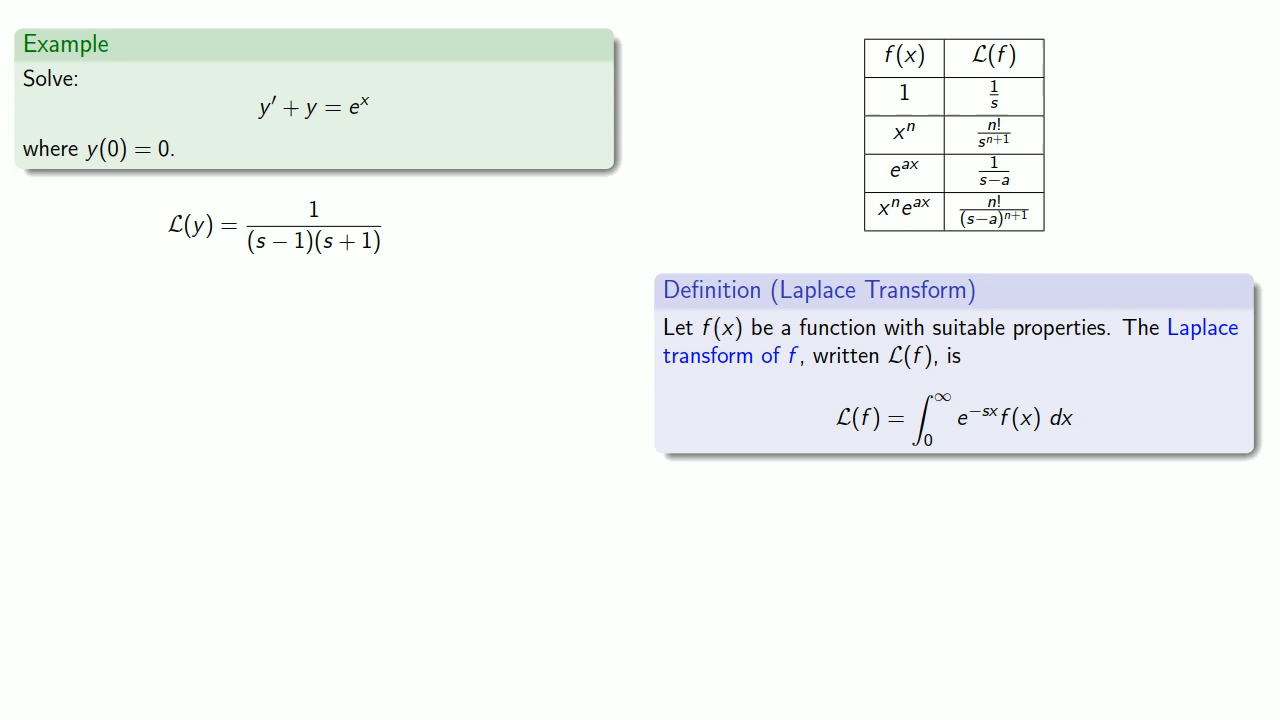 Example
Solve:
y′ + y = e^x
where y(0) = 0.
ℒ(y) = 1/((s − 1)(s + 1))
f(x) ℒ(f)
1 1/s
x^n n!/s^(n+1)
e^(ax) 1/(s−a)
x^n e^(ax) n!/(s−a)^(n+1)
Definition (Laplace Transform)
Let f(x) be a function with suitable properties. The Laplace
transform of f, written ℒ(f), is
ℒ(f) = ∫_0^∞ e^(−sx) f(x) dx